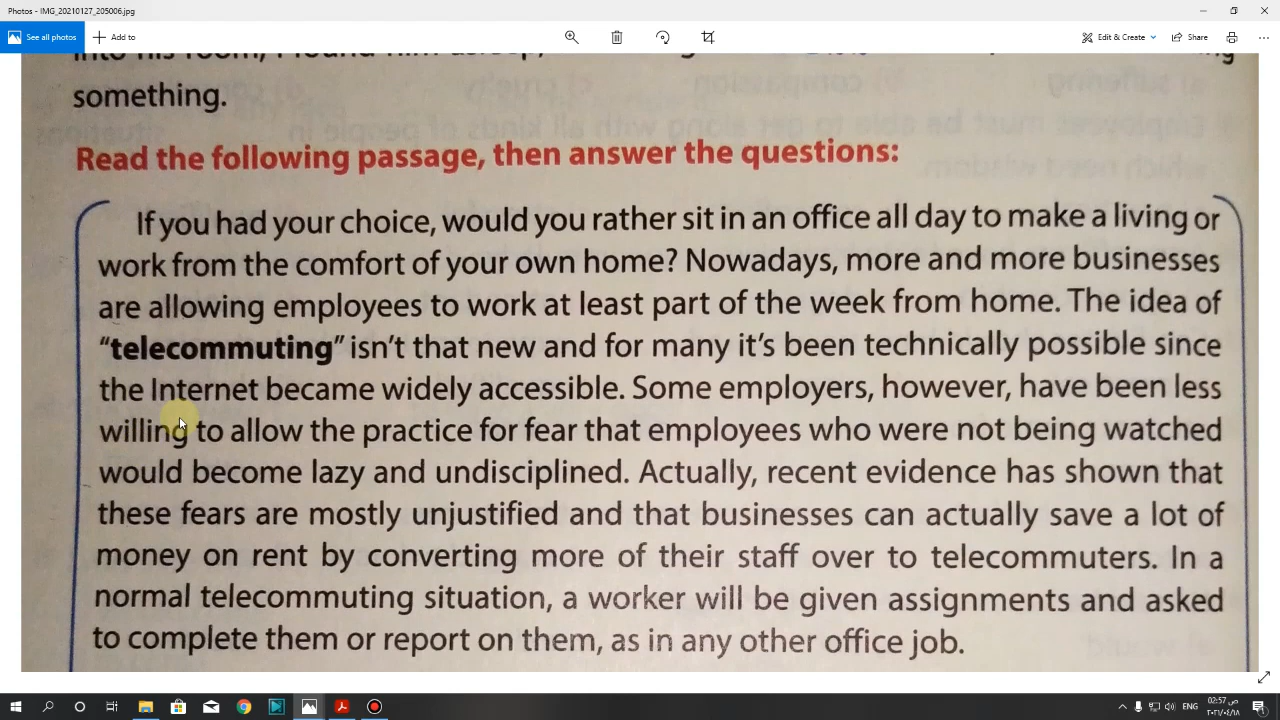 Photos - IMG_20210127_205006.jpg
See all photos
Add to
Edit & Create
Share
something.
Read the following passage, then answer the questions:
If you had your choice, would you rather sit in an office all day to make a living or
work from the comfort of your own home? Nowadays, more and more businesses
are allowing employees to work at least part of the week from home. The idea of
“telecommuting” isn't that new and for many it's been technically possible since
the Internet became widely accessible. Some employers, however, have been less
willing to allow the practice for fear that employees who were not being watched
would become lazy and undisciplined. Actually, recent evidence has shown that
these fears are mostly unjustified and that businesses can actually save a lot of
money on rent by converting more of their staff over to telecommuters. In a
normal telecommuting situation, a worker will be given assignments and asked
to complete them or report on them, as in any other office job.
ENG
02:57 ص
٢٠٢١/٠٤/١٨